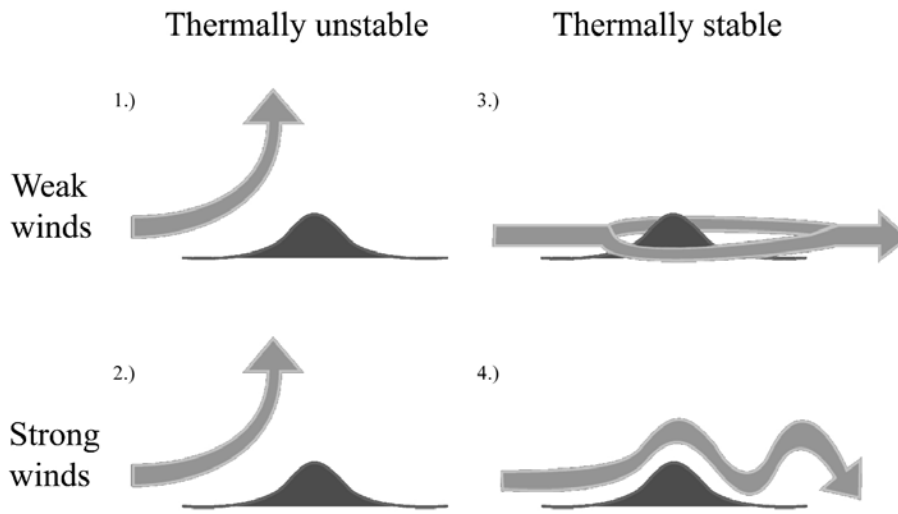 Thermally unstable
Thermally stable
1.)
3.)
Weak
winds
2.)
4.)
Strong
winds